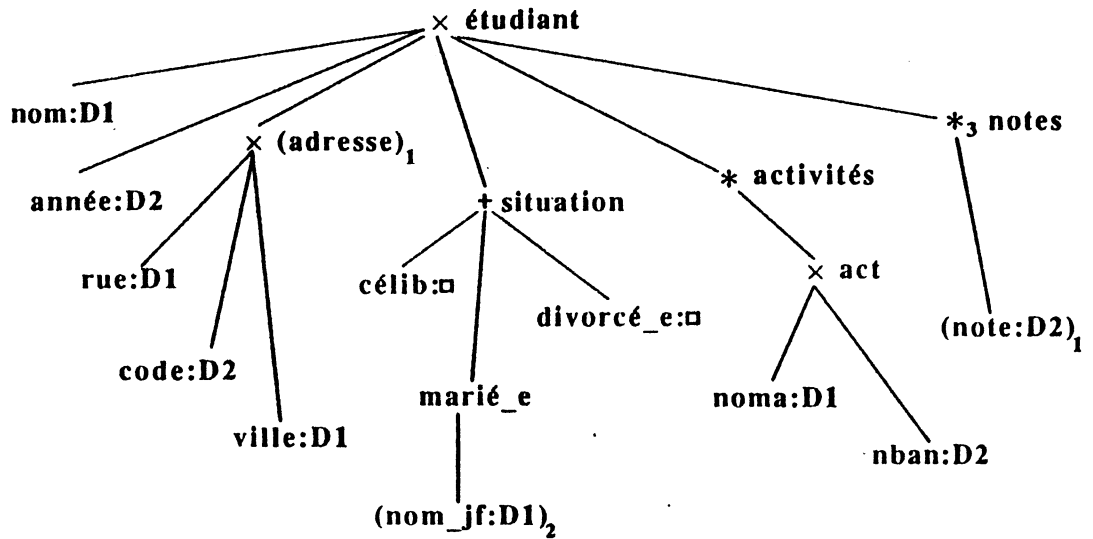 × étudiant
nom:D1
*₃ notes
× (adresse)₁
* activités
année:D2
+ situation
rue:D1
célib:□
× act
divorcé_e:□
(note:D2)₁
code:D2
marié_e
noma:D1
ville:D1
nban:D2
(nom_jf:D1)₂